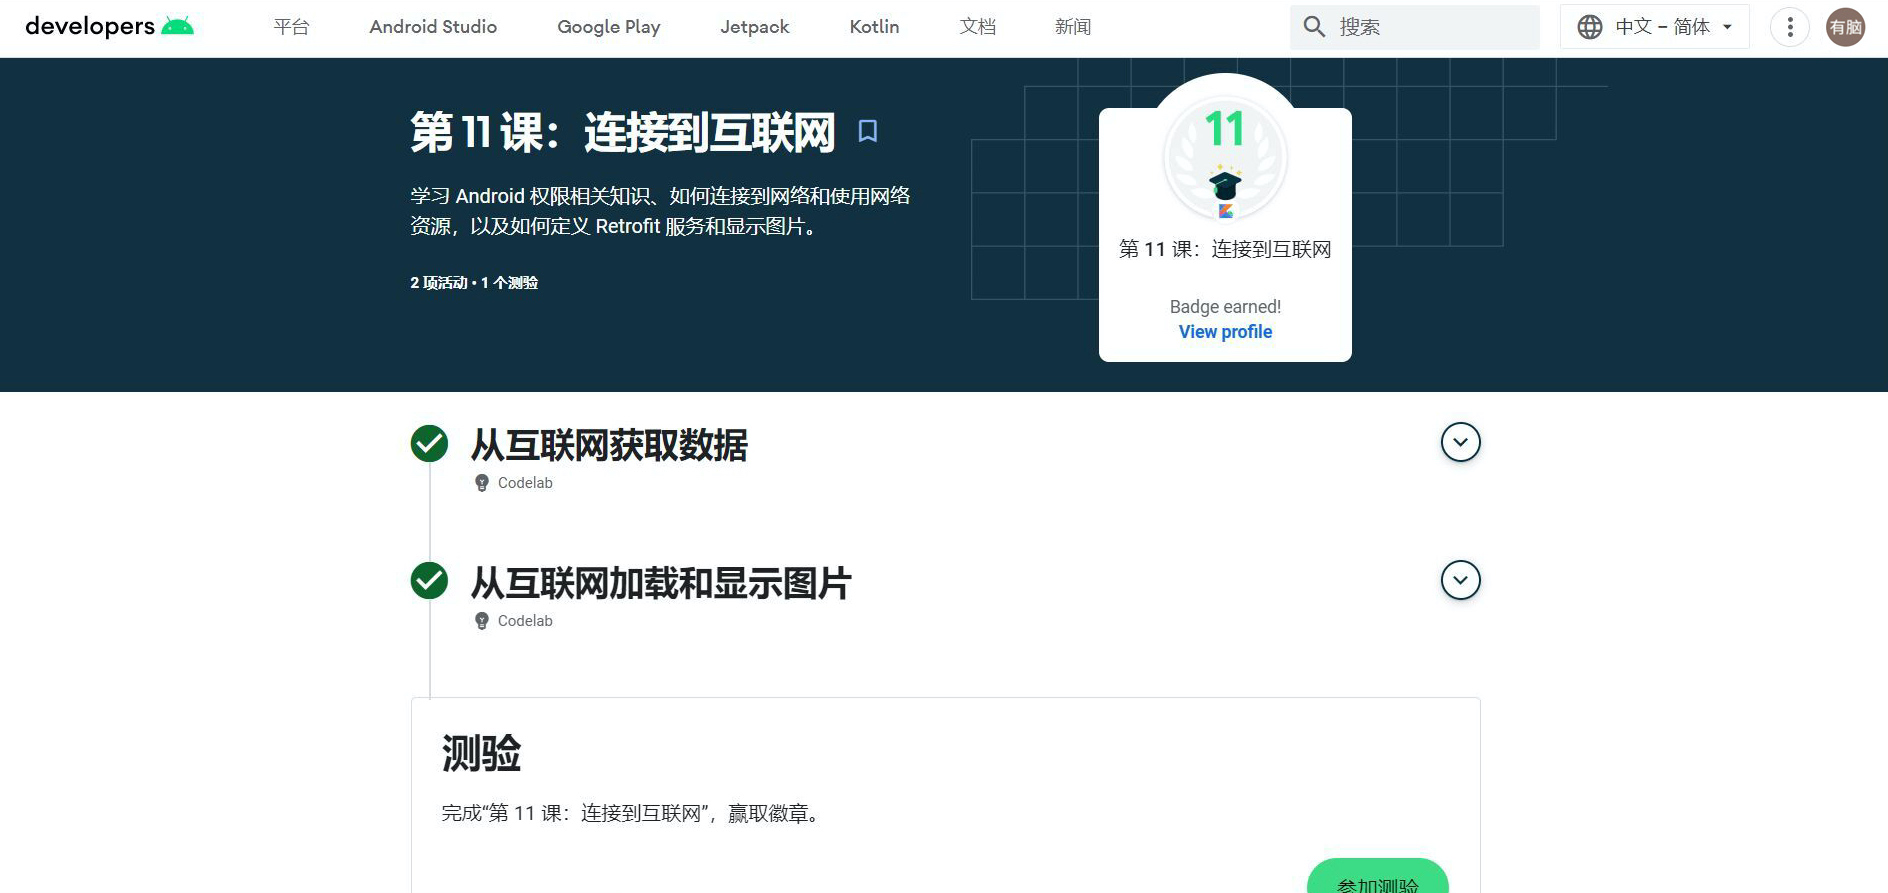 developers
平台
Android Studio
Google Play
Jetpack
Kotlin
文档
新闻
搜索
中文 – 简体
有脑
第 11 课：连接到互联网
学习 Android 权限相关知识、如何连接到网络和使用网络
资源，以及如何定义 Retrofit 服务和显示图片。
2 项活动 • 1 个测验
11
第 11 课：连接到互联网
Badge earned!
View profile
从互联网获取数据
Codelab
从互联网加载和显示图片
Codelab
测验
完成“第 11 课：连接到互联网”，赢取徽章。
参加测验